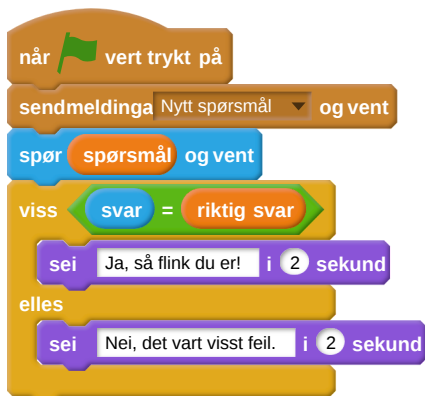 når vert trykt på
sendmeldinga Nytt spørsmål og vent
spør spørsmål og vent
viss svar = riktig svar
sei Ja, så flink du er! i 2 sekund
elles
sei Nei, det vart visst feil. i 2 sekund